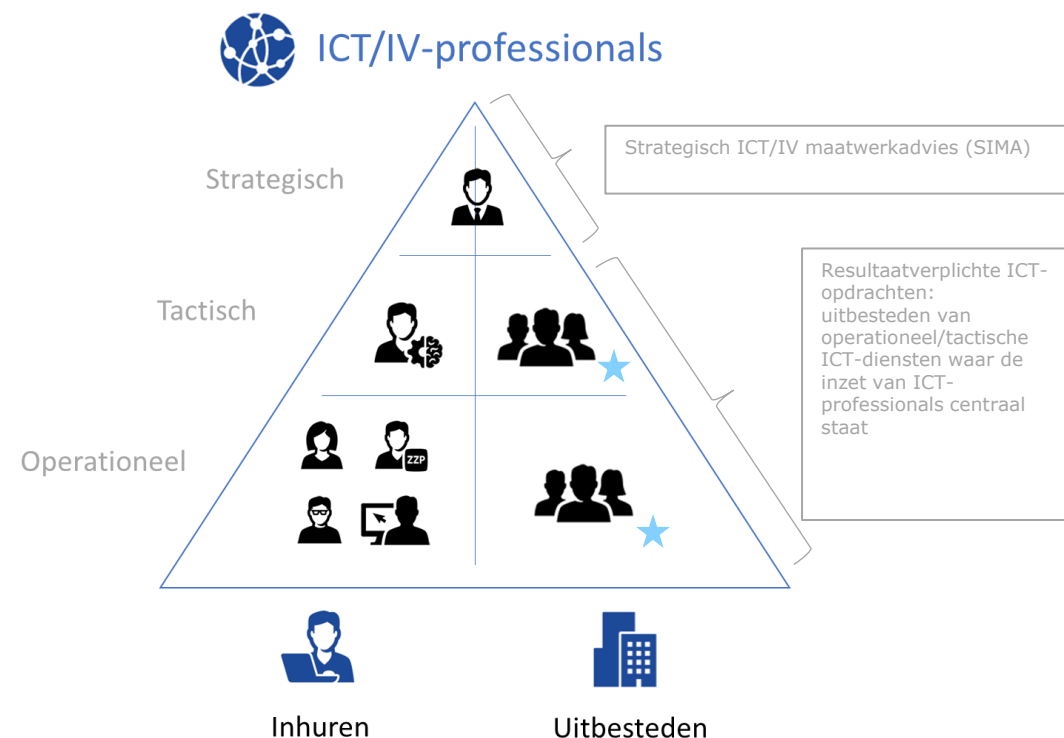 ICT/IV-professionals
Strategisch ICT/IV maatwerkadvies (SIMA)
Strategisch
Resultaatverplichte ICT-
opdrachten:
uitbesteden van
operationeel/tactische
ICT-diensten waar de
inzet van ICT-
professionals centraal
staat
Tactisch
Operationeel
ZZP
Inhuren
Uitbesteden